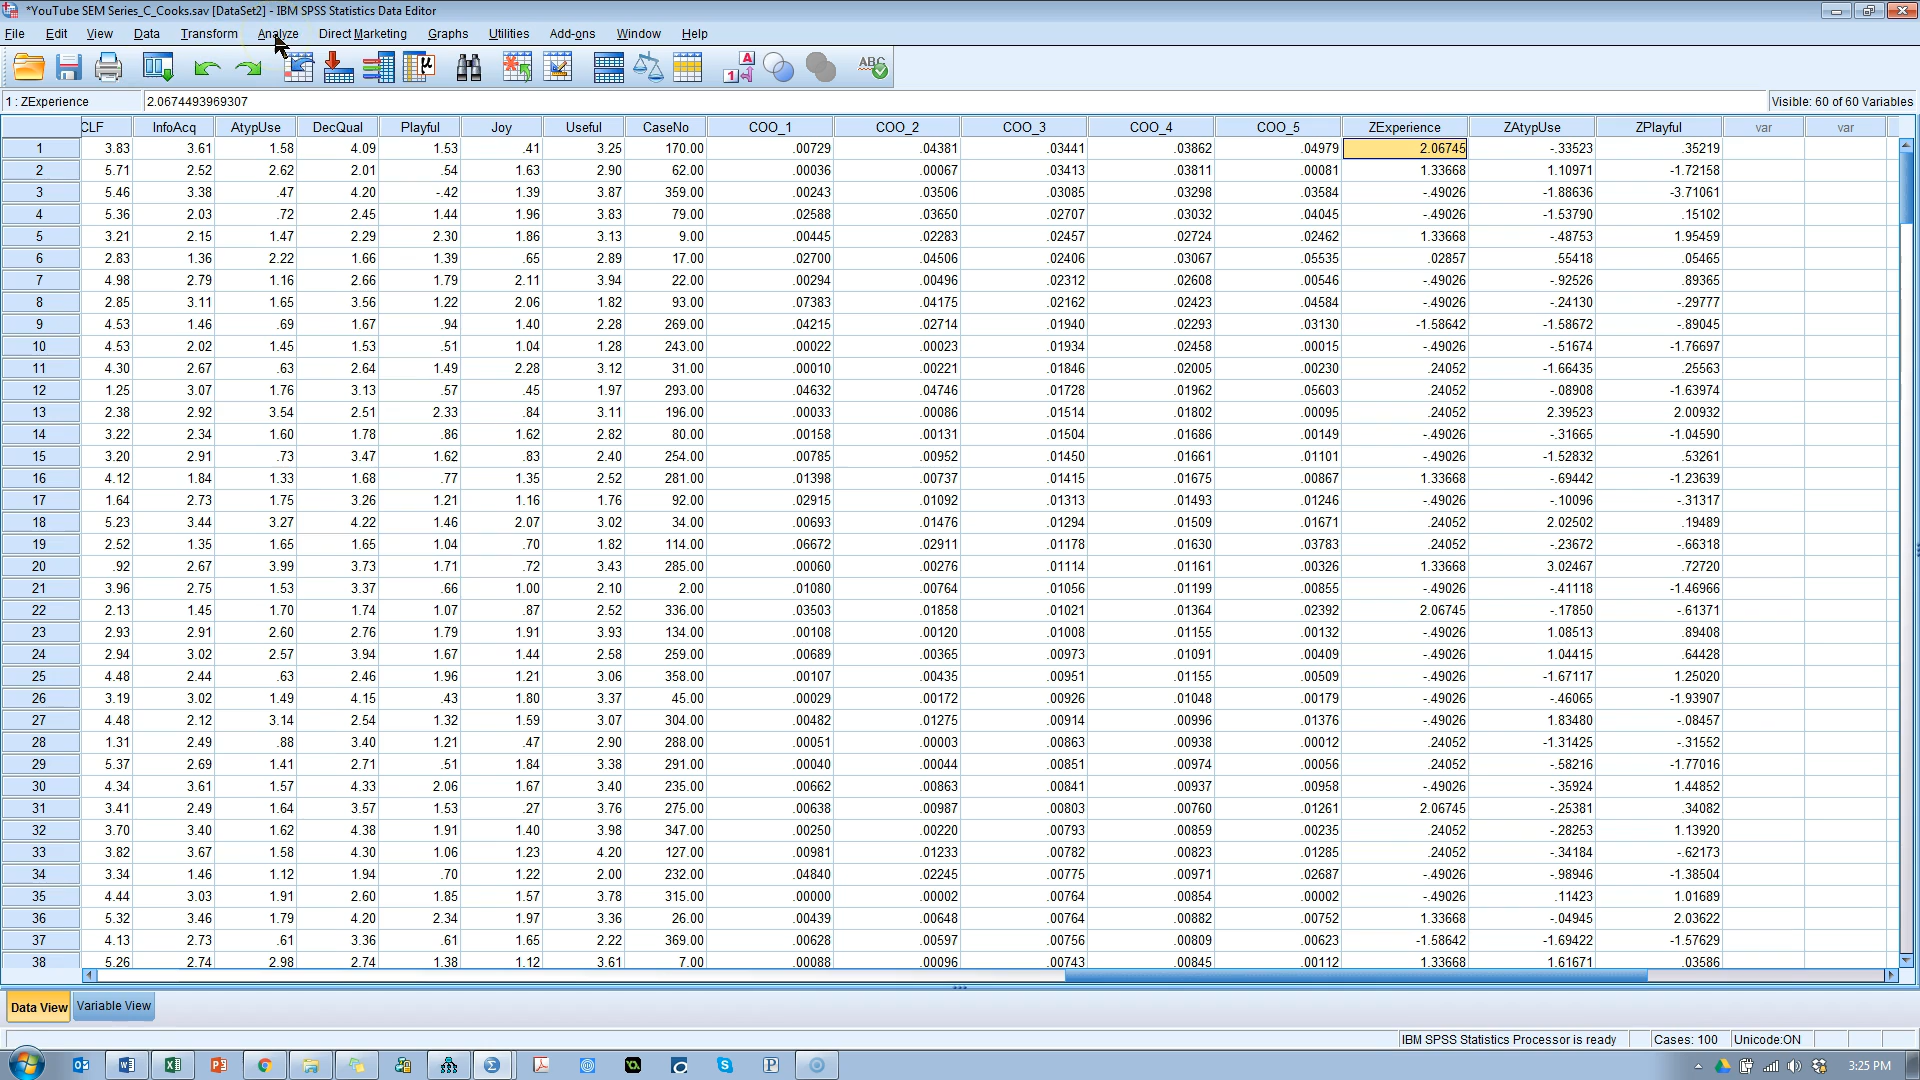 *YouTube SEM Series_C_Cooks.sav [DataSet2] - IBM SPSS Statistics Data Editor
File Edit View Data Transform Analyze Direct Marketing Graphs Utilities Add-ons Window Help
1 : ZExperience 2.0674493969307 Visible: 60 of 60 Variables
CLF InfoAcq AtypUse DecQual Playful Joy Useful CaseNo COO_1 COO_2 COO_3 COO_4 COO_5 ZExperience ZAtypUse ZPlayful var var
1 3.83 3.61 1.58 4.09 1.53 .41 3.25 170.00 .00729 .04381 .03441 .03862 .04979 2.06745 -.33523 .35219
2 5.71 2.52 2.62 2.01 .54 1.63 2.90 62.00 .00036 .00067 .03413 .03811 .00081 1.33668 1.10971 -1.72158
3 5.46 3.38 .47 4.20 -.42 1.39 3.87 359.00 .00243 .03506 .03085 .03298 .03584 -.49026 -1.88636 -3.71061
4 5.36 2.03 .72 2.45 1.44 1.96 3.83 79.00 .02588 .03650 .02707 .03032 .04045 -.49026 -1.53790 .15102
5 3.21 2.15 1.47 2.29 2.30 1.86 3.13 9.00 .00445 .02283 .02457 .02724 .02462 1.33668 -.48753 1.95459
6 2.83 1.36 2.22 1.66 1.39 .65 2.89 17.00 .02700 .04506 .02406 .03067 .05535 .02857 .55418 .05465
7 4.98 2.79 1.16 2.66 1.79 2.11 3.94 22.00 .00294 .00496 .02312 .02608 .00546 -.49026 -.92526 .89365
8 2.85 3.11 1.65 3.56 1.22 2.06 1.82 93.00 .07383 .04175 .02162 .02423 .04584 -.49026 -.24130 -.29777
9 4.53 1.46 .69 1.67 .94 1.40 2.28 269.00 .04215 .02714 .01940 .02293 .03130 -1.58642 -1.58672 -.89045
10 4.53 2.02 1.45 1.53 .51 1.04 1.28 243.00 .00022 .00023 .01934 .02458 .00015 -.49026 -.51674 -1.76697
11 4.30 2.67 .63 2.64 1.49 2.28 3.12 31.00 .00010 .00221 .01846 .02005 .00230 -.49026 -1.66435 .25563
12 1.25 3.07 1.76 3.13 .57 .45 1.97 293.00 .04632 .04746 .01728 .01962 .05603 .24052 -.08908 -1.63974
13 2.38 2.92 3.54 2.51 2.33 .84 3.11 196.00 .00033 .00086 .01514 .01802 .00095 .24052 2.39523 2.00932
14 3.22 2.34 1.60 1.78 .86 1.62 2.82 80.00 .00158 .00131 .01504 .01686 .00149 -.49026 -.31665 -1.04590
15 3.20 2.91 .73 3.47 1.62 .83 2.40 254.00 .00785 .00952 .01450 .01661 .01101 -.49026 -1.52832 .53261
16 4.12 1.84 1.33 1.68 .77 1.35 2.52 281.00 .01398 .00737 .01415 .01675 .00867 1.33668 -.69442 -1.23639
17 1.64 2.73 1.75 3.26 1.21 1.16 1.76 92.00 .02915 .01092 .01313 .01493 .01246 -.49026 -.10096 -.31317
18 5.23 3.44 3.27 4.22 1.46 2.07 3.02 34.00 .00693 .01476 .01294 .01509 .01671 .24052 2.02502 .19489
19 2.52 1.35 1.65 1.65 1.04 .70 1.82 114.00 .06672 .02911 .01178 .01630 .03783 .24052 -.23672 -.66318
20 .92 2.67 3.99 3.73 1.71 .72 3.43 285.00 .00060 .00276 .01114 .01161 .00326 1.33668 3.02467 .72720
21 3.96 2.75 1.53 3.37 .66 1.00 2.10 2.00 .01080 .00764 .01056 .01199 .00855 -.49026 -.41118 -1.46966
22 2.13 1.45 1.70 1.74 1.07 .87 2.52 336.00 .03503 .01858 .01021 .01364 .02392 2.06745 -.17850 -.61371
23 2.93 2.91 2.60 2.76 1.79 1.91 3.93 134.00 .00108 .00120 .01008 .01155 .00132 -.49026 1.08513 .89408
24 2.94 3.02 2.57 3.94 1.67 1.44 2.58 259.00 .00689 .00365 .00973 .01091 .00409 -.49026 1.04415 .64428
25 4.48 2.44 .63 2.46 1.96 1.21 3.06 358.00 .00107 .00435 .00951 .01155 .00509 -.49026 -1.67117 1.25020
26 3.19 3.02 1.49 4.15 .43 1.80 3.37 45.00 .00029 .00172 .00926 .01048 .00179 -.49026 -.46065 -1.93907
27 4.48 2.12 3.14 2.54 1.32 1.59 3.07 304.00 .00482 .01275 .00914 .00996 .01376 -.49026 1.83480 -.08457
28 1.31 2.49 .88 3.40 1.21 .47 2.90 288.00 .00051 .00003 .00863 .00938 .00012 .24052 -1.31425 -.31552
29 5.37 2.69 1.41 2.71 .51 1.84 3.38 291.00 .00040 .00044 .00851 .00974 .00056 .24052 -.58216 -1.77016
30 4.34 3.61 1.57 4.33 2.06 1.67 3.40 235.00 .00662 .00863 .00841 .00937 .00958 -.49026 -.35924 1.44852
31 3.41 2.49 1.64 3.57 1.53 .27 3.76 275.00 .00638 .00987 .00803 .00760 .01261 2.06745 -.25381 .34082
32 3.70 3.40 1.62 4.38 1.91 1.40 3.98 347.00 .00250 .00220 .00793 .00859 .00235 .24052 -.28253 1.13920
33 3.82 3.67 1.58 4.30 1.06 1.23 4.20 127.00 .00981 .01233 .00782 .00823 .01285 .24052 -.34184 -.62173
34 3.34 1.46 1.12 1.94 .70 1.22 2.00 232.00 .04840 .02245 .00775 .00971 .02687 -.49026 -.98946 -1.38504
35 4.44 3.03 1.91 2.60 1.85 1.57 3.78 315.00 .00000 .00002 .00764 .00854 .00002 -.49026 .11423 1.01689
36 5.32 3.46 1.79 4.20 2.34 1.97 3.36 26.00 .00439 .00648 .00764 .00882 .00752 1.33668 -.04945 2.03622
37 4.13 2.73 .61 3.36 .61 1.65 2.22 369.00 .00628 .00597 .00756 .00809 .00623 -1.58642 -1.69422 -1.57629
38 5.26 2.74 2.98 2.74 1.38 1.12 3.61 7.00 .00088 .00096 .00743 .00845 .00112 1.33668 1.61671 .03586
Data View Variable View
IBM SPSS Statistics Processor is ready Cases: 100 Unicode:ON
3:25 PM